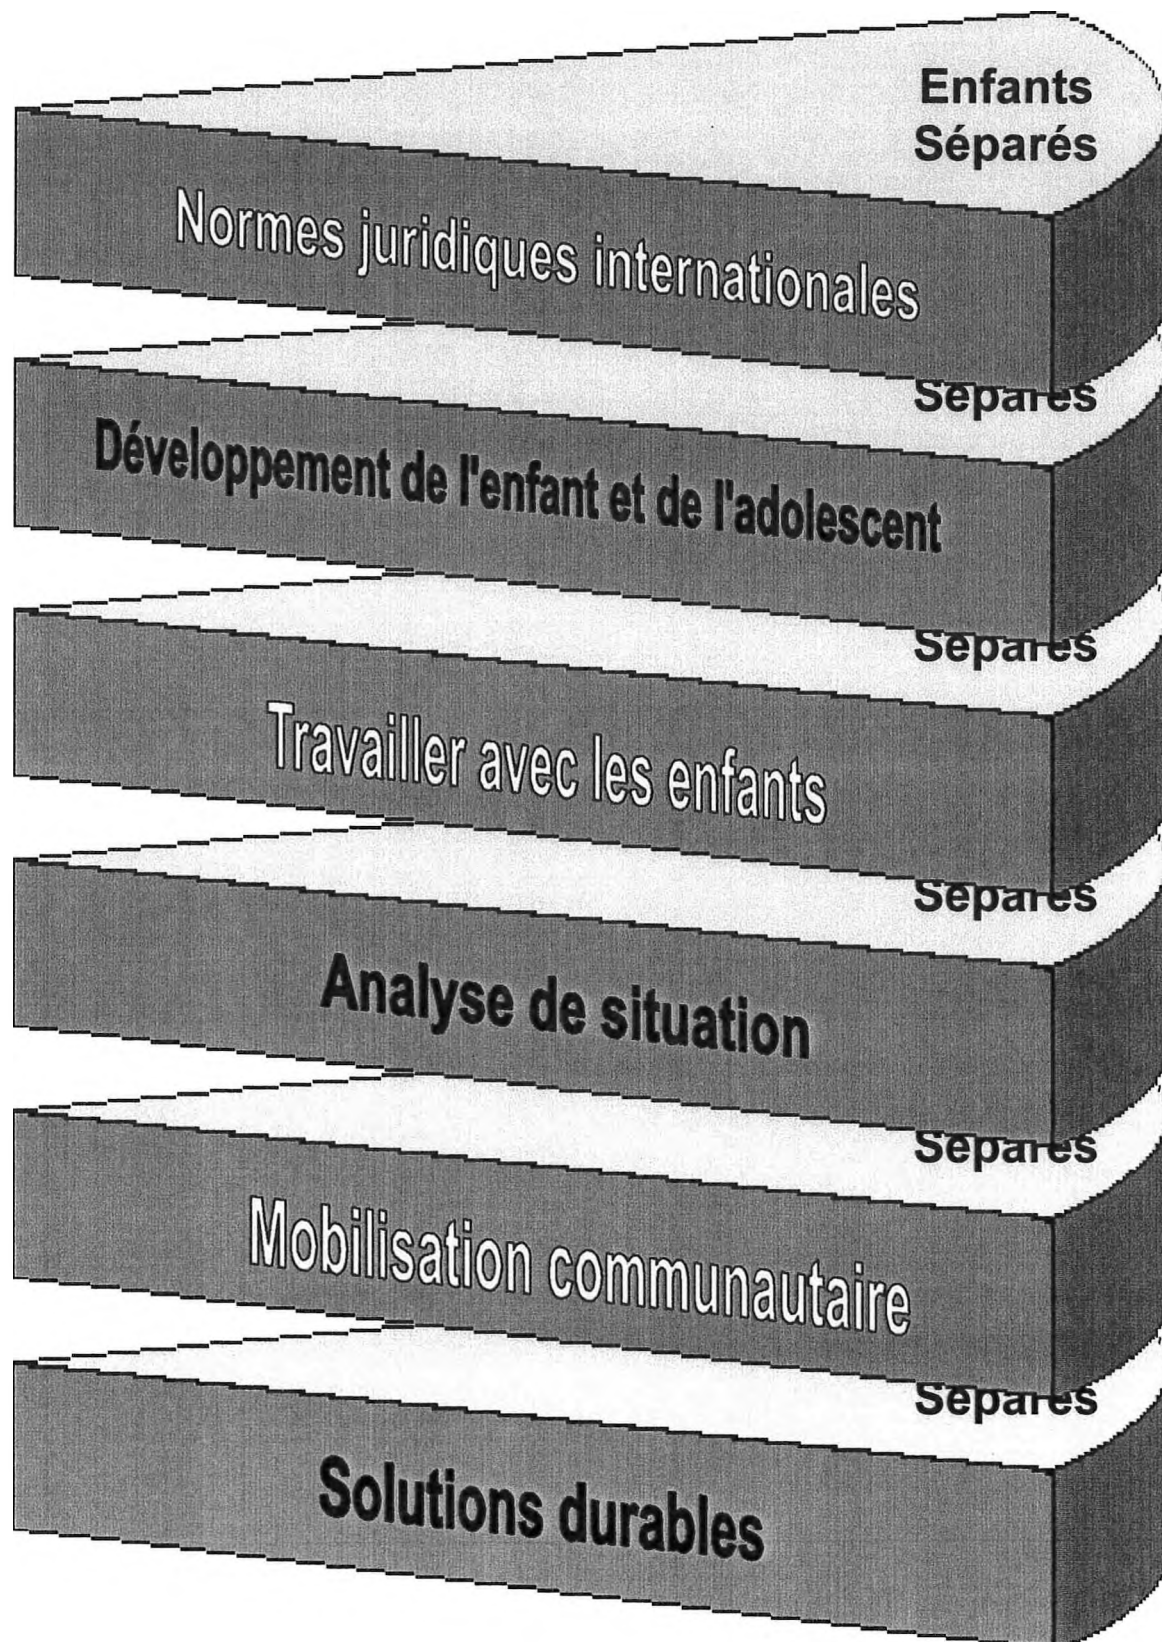 Enfants
Séparés
Normes juridiques internationales
Séparés
Développement de l'enfant et de l'adolescent
Séparés
Travailler avec les enfants
Séparés
Analyse de situation
Séparés
Mobilisation communautaire
Séparés
Solutions durables